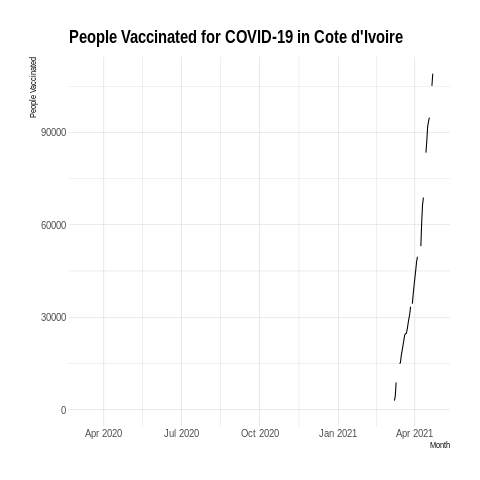 People Vaccinated for COVID-19 in Cote d'Ivoire
People Vaccinated
90000
60000
30000
0
Apr 2020 Jul 2020 Oct 2020 Jan 2021 Apr 2021
Month